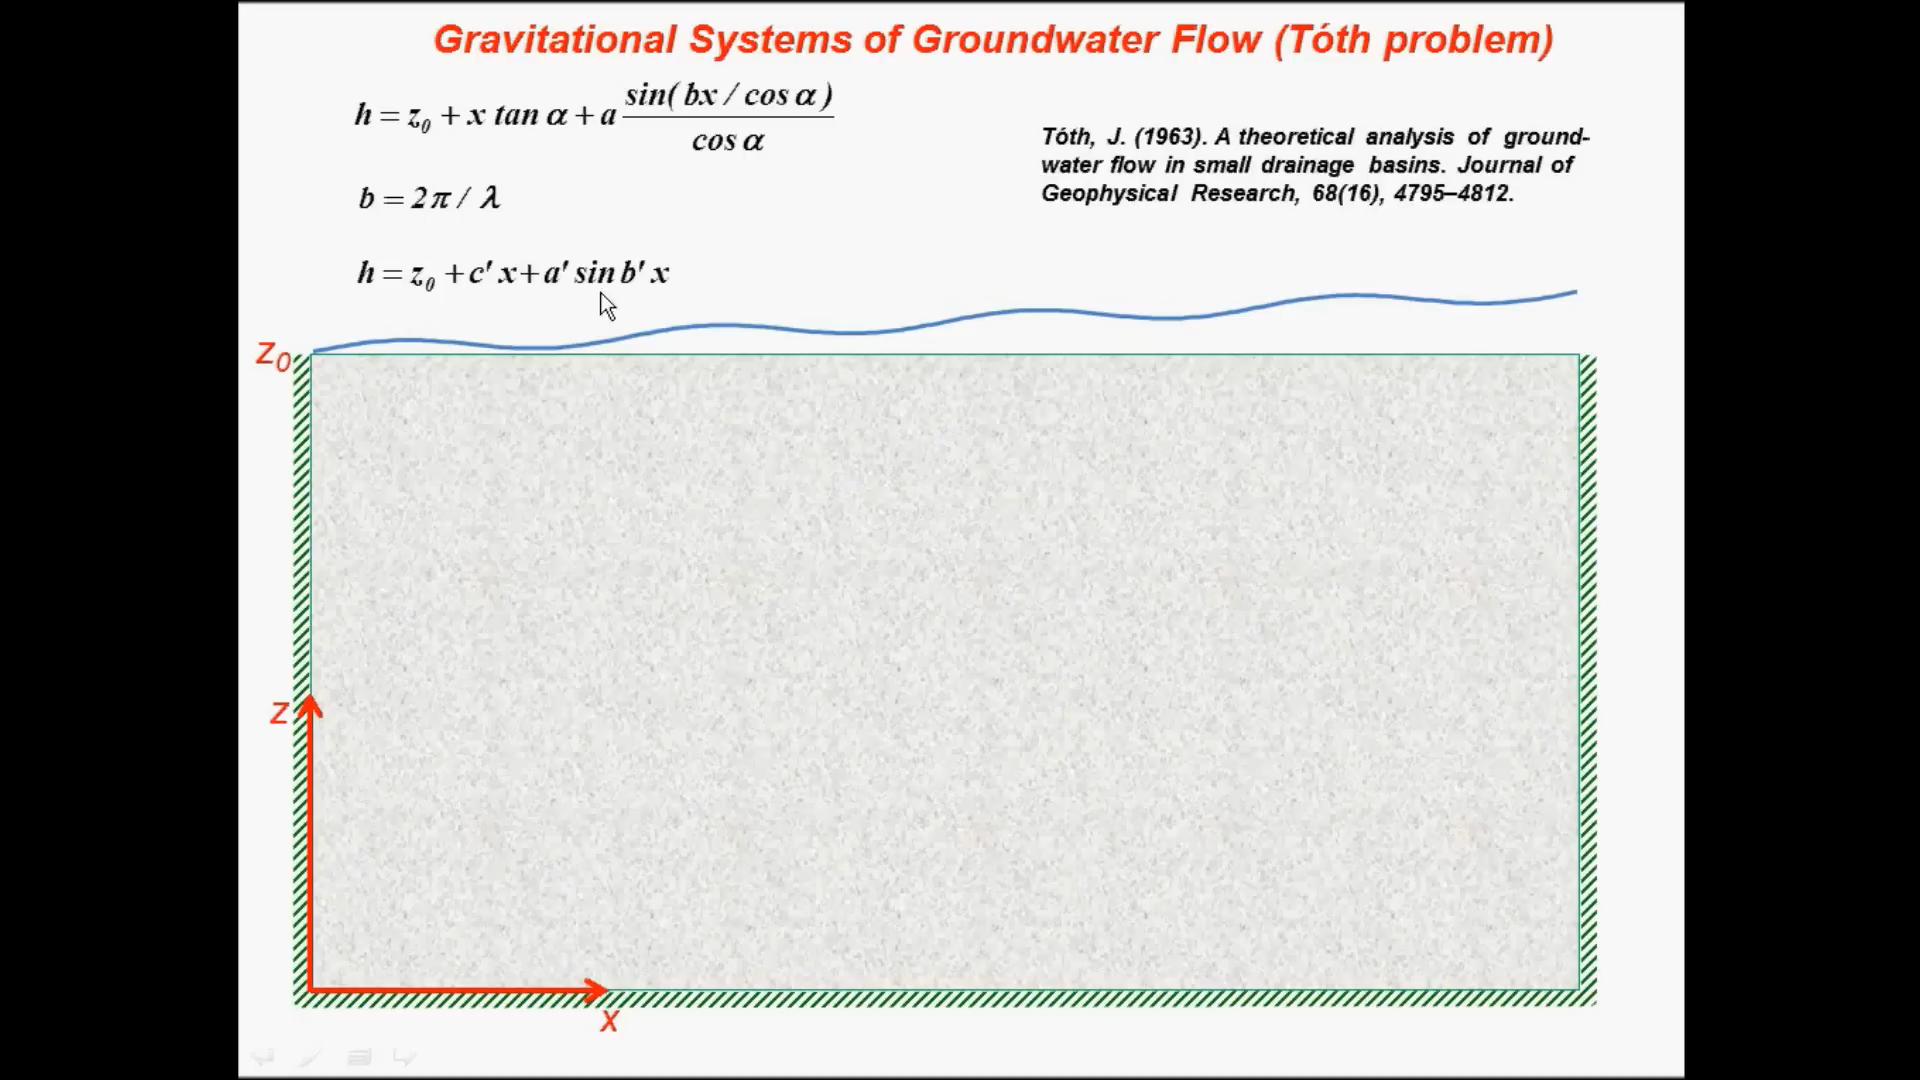 Gravitational Systems of Groundwater Flow (Tóth problem)
h = z₀ + x tan α + a sin( bx / cos α ) / cos α
b = 2π / λ
h = z₀ + c′ x + a′ sin b′ x
Tóth, J. (1963). A theoretical analysis of ground-
water flow in small drainage basins. Journal of
Geophysical Research, 68(16), 4795–4812.
z₀
z
x